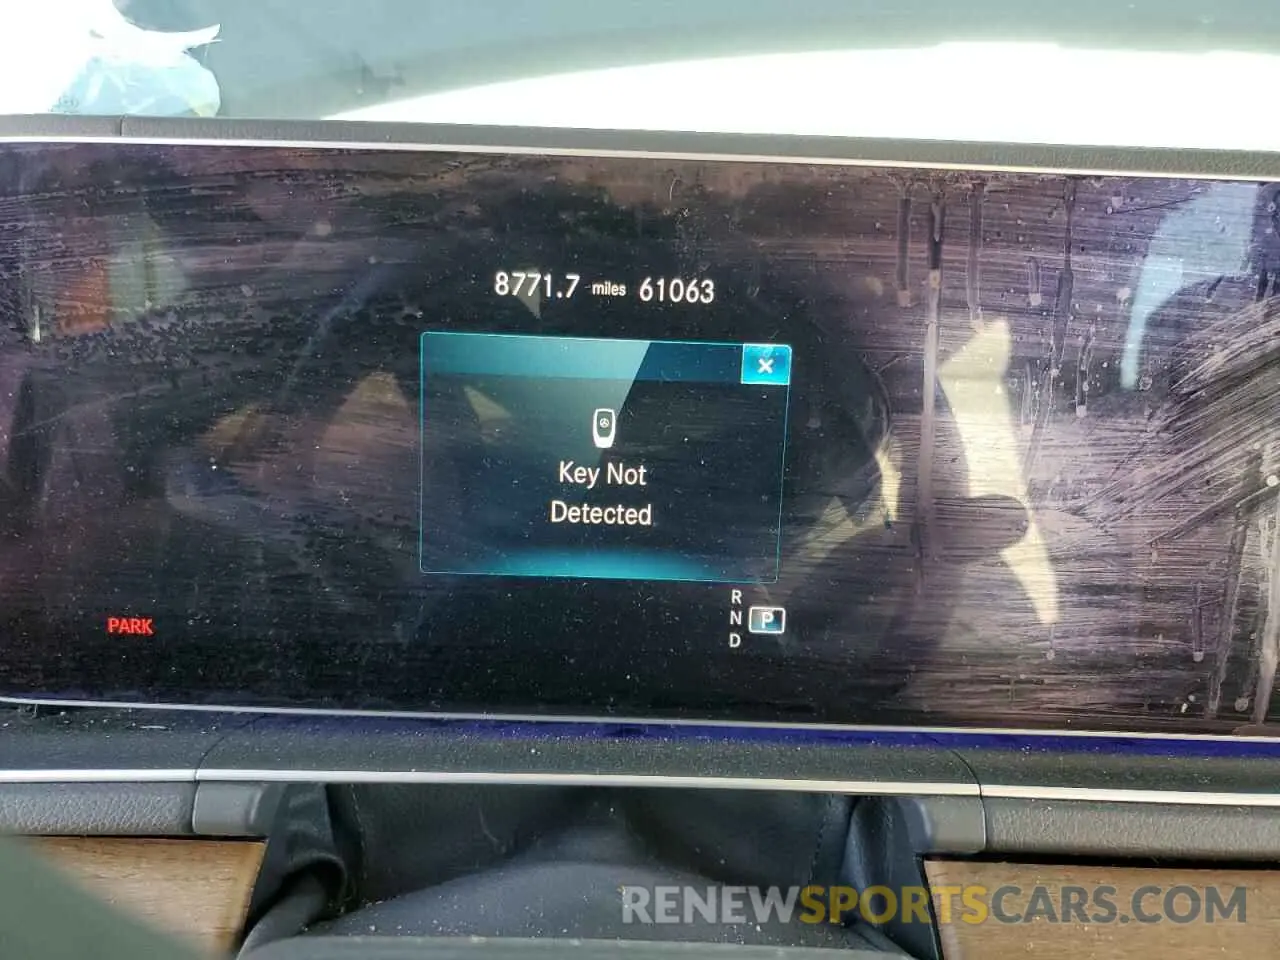 8771.7 miles 61063
×
Key Not
Detected
PARK
R
N P
D
RENEWSPORTSCARS.COM